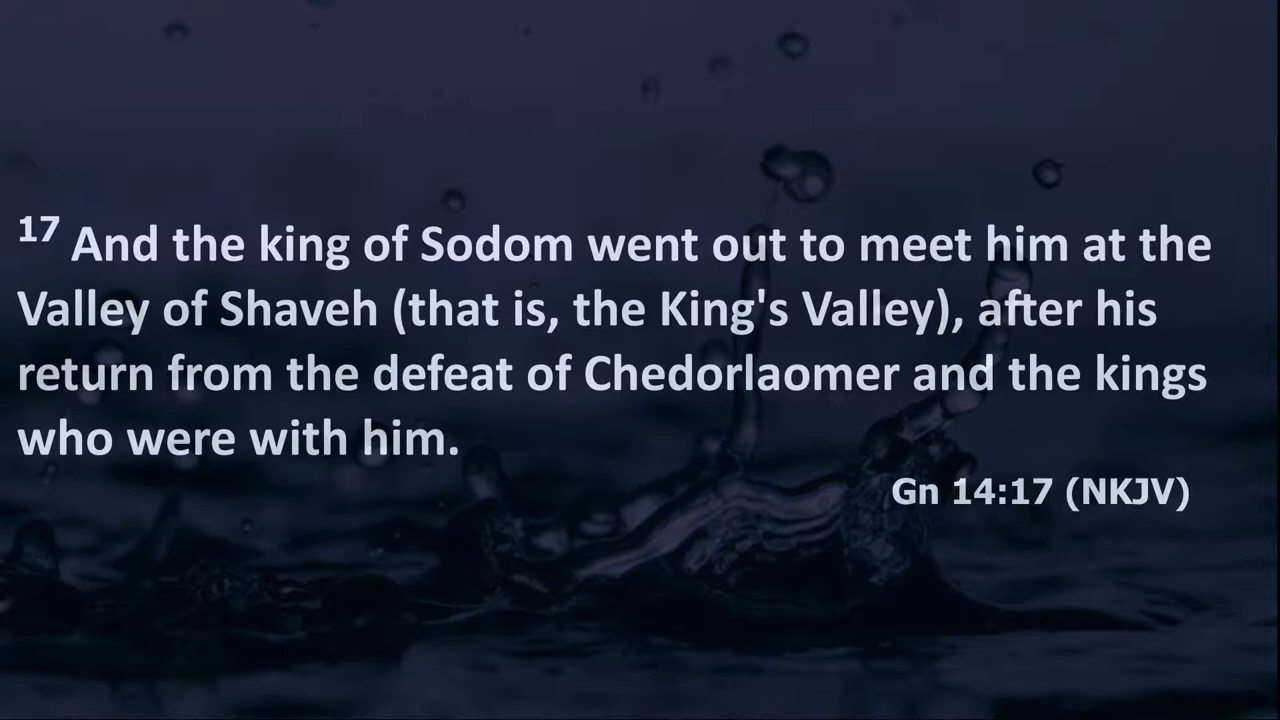 17 And the king of Sodom went out to meet him at the
Valley of Shaveh (that is, the King's Valley), after his
return from the defeat of Chedorlaomer and the kings
who were with him.
Gn 14:17 (NKJV)